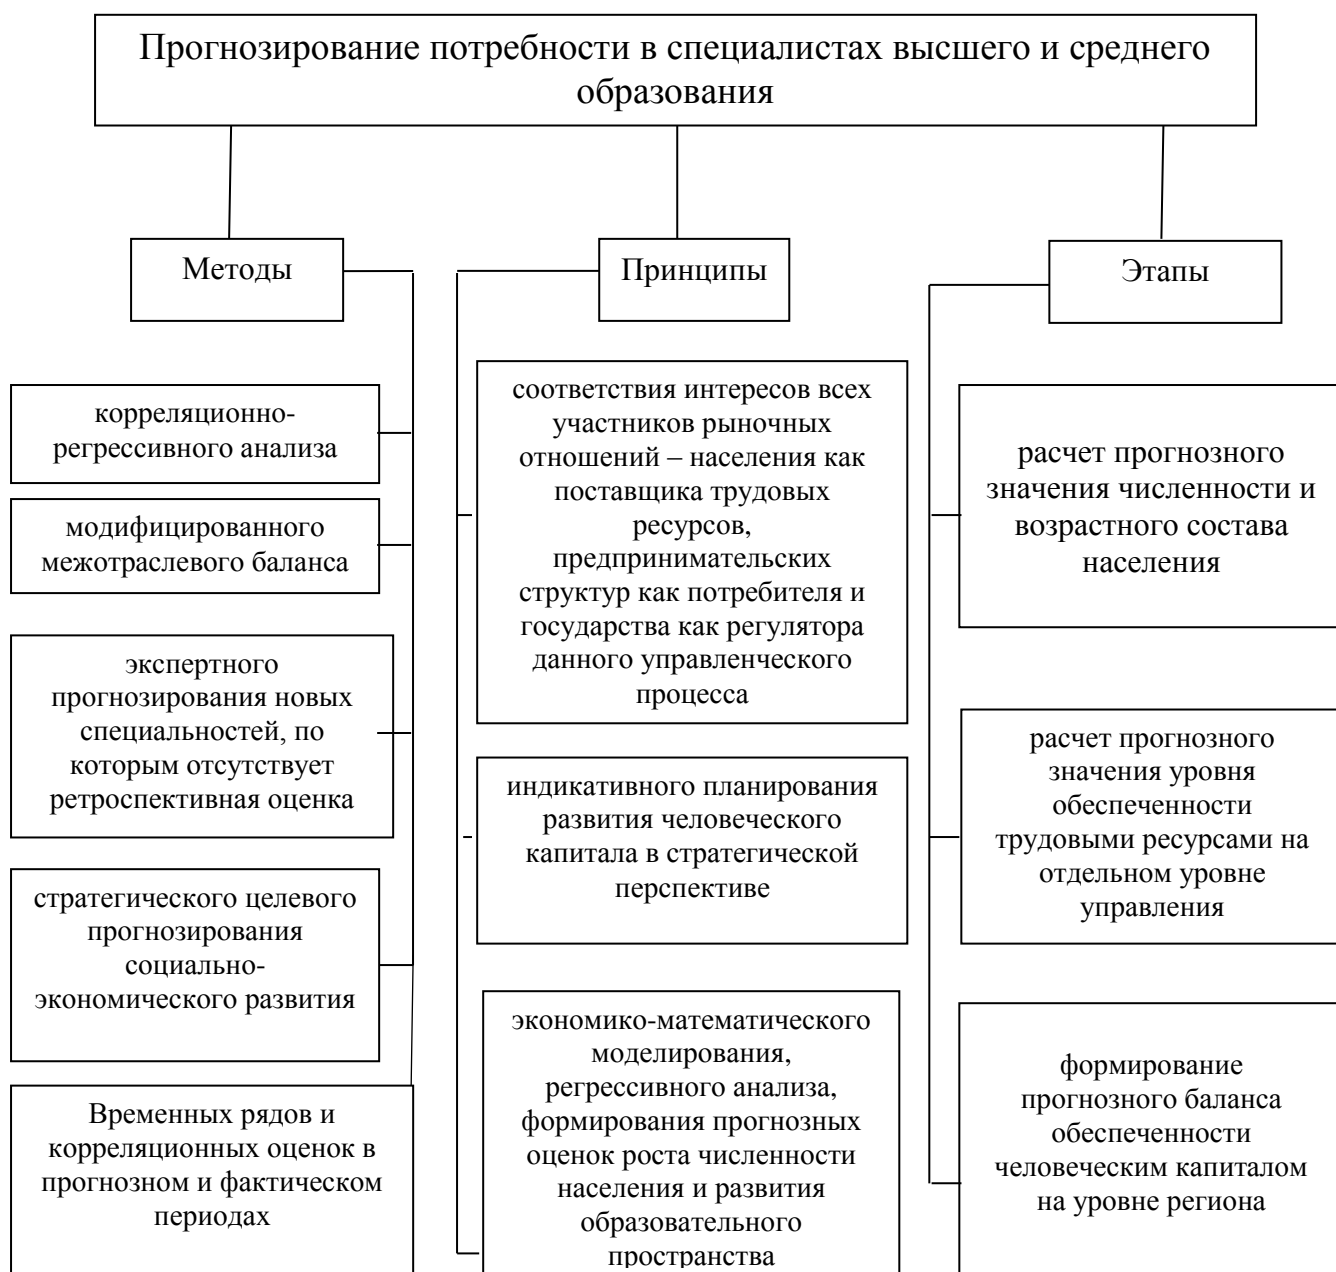 Прогнозирование потребности в специалистах высшего и среднего
образования
Методы
корреляционно-
регрессивного анализа
модифицированного
межотраслевого баланса
экспертного
прогнозирования новых
специальностей, по
которым отсутствует
ретроспективная оценка
стратегического целевого
прогнозирования
социально-
экономического развития
Временных рядов и
корреляционных оценок в
прогнозном и фактическом
периодах
Принципы
соответствия интересов всех
участников рыночных
отношений – населения как
поставщика трудовых
ресурсов,
предпринимательских
структур как потребителя и
государства как регулятора
данного управленческого
процесса
индикативного планирования
развития человеческого
капитала в стратегической
перспективе
экономико-математического
моделирования,
регрессивного анализа,
формирования прогнозных
оценок роста численности
населения и развития
образовательного
пространства
Этапы
расчет прогнозного
значения численности и
возрастного состава
населения
расчет прогнозного
значения уровня
обеспеченности
трудовыми ресурсами на
отдельном уровне
управления
формирование
прогнозного баланса
обеспеченности
человеческим капиталом
на уровне региона